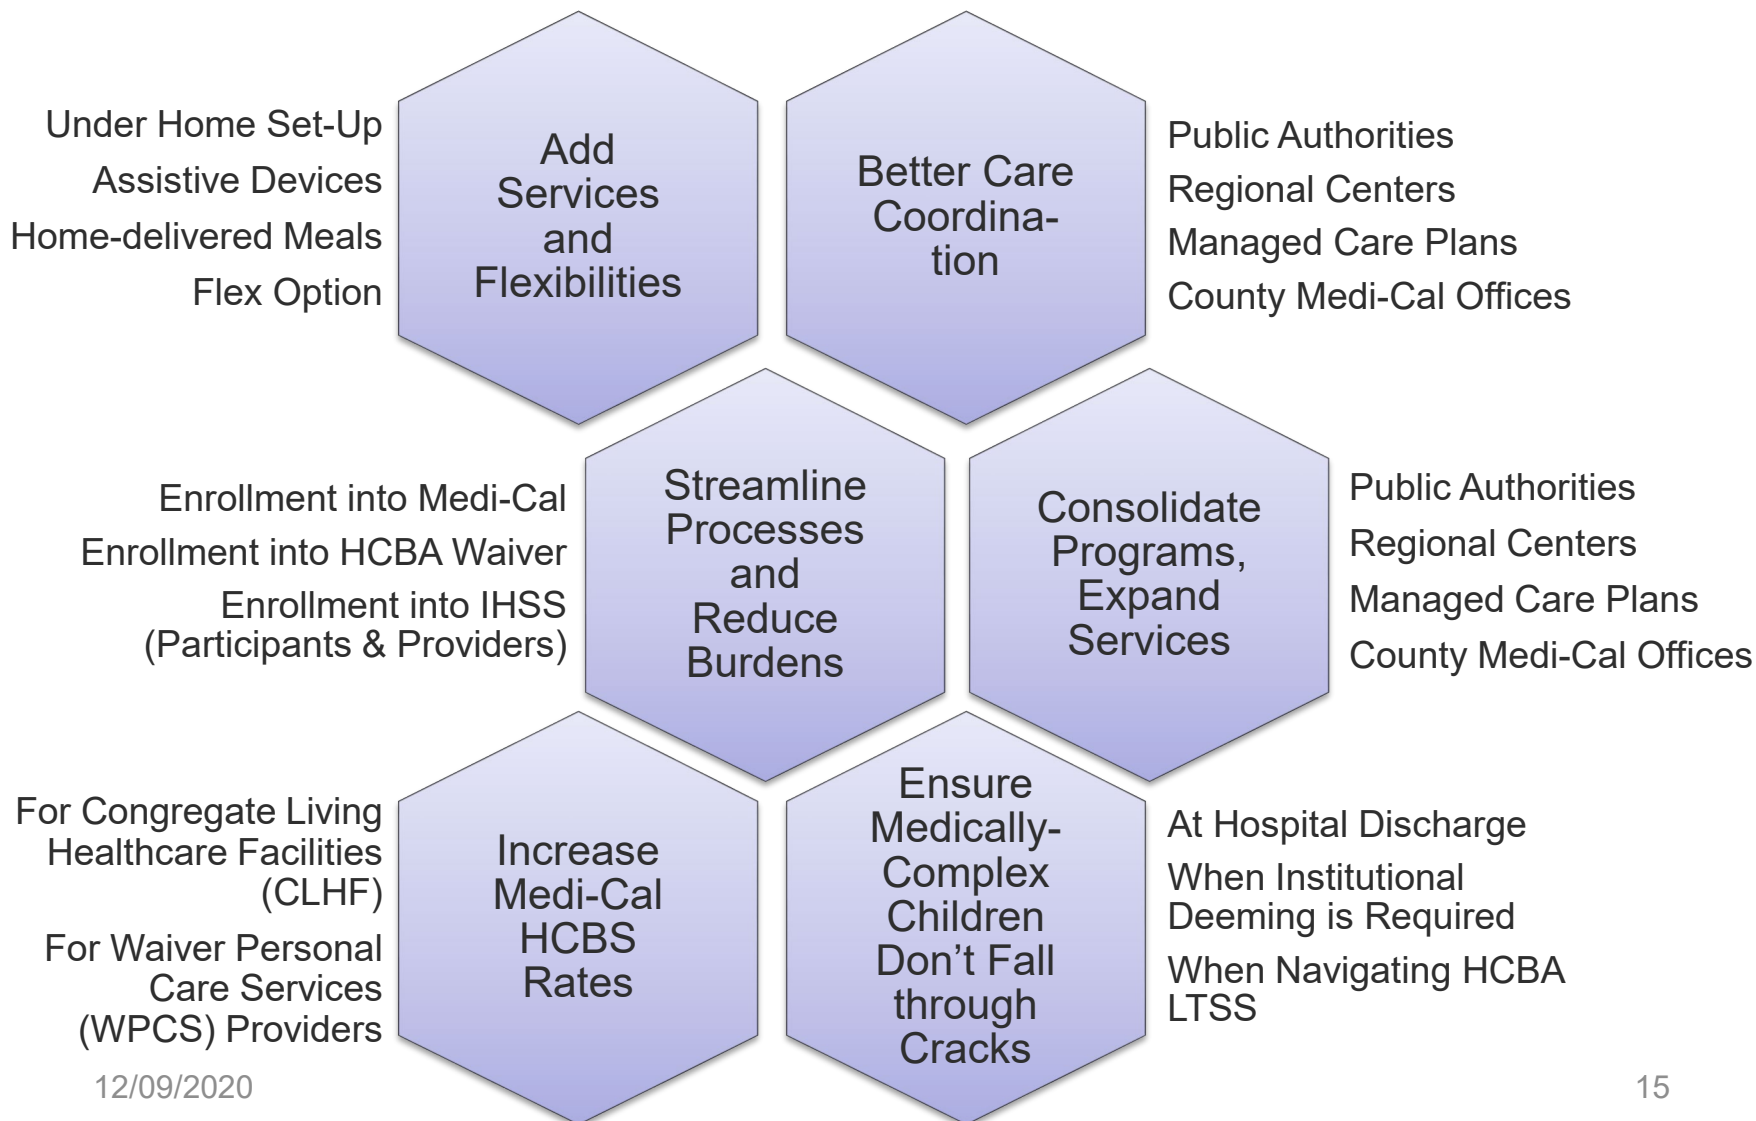 Under Home Set-Up
Assistive Devices
Home-delivered Meals
Flex Option
Add
Services
and
Flexibilities
Better Care
Coordina-
tion
Public Authorities
Regional Centers
Managed Care Plans
County Medi-Cal Offices
Enrollment into Medi-Cal
Enrollment into HCBA Waiver
Enrollment into IHSS
(Participants & Providers)
Streamline
Processes
and
Reduce
Burdens
Consolidate
Programs,
Expand
Services
Public Authorities
Regional Centers
Managed Care Plans
County Medi-Cal Offices
For Congregate Living
Healthcare Facilities
(CLHF)
For Waiver Personal
Care Services
(WPCS) Providers
Increase
Medi-Cal
HCBS
Rates
Ensure
Medically-
Complex
Children
Don’t Fall
through
Cracks
At Hospital Discharge
When Institutional
Deeming is Required
When Navigating HCBA
LTSS
12/09/2020
15